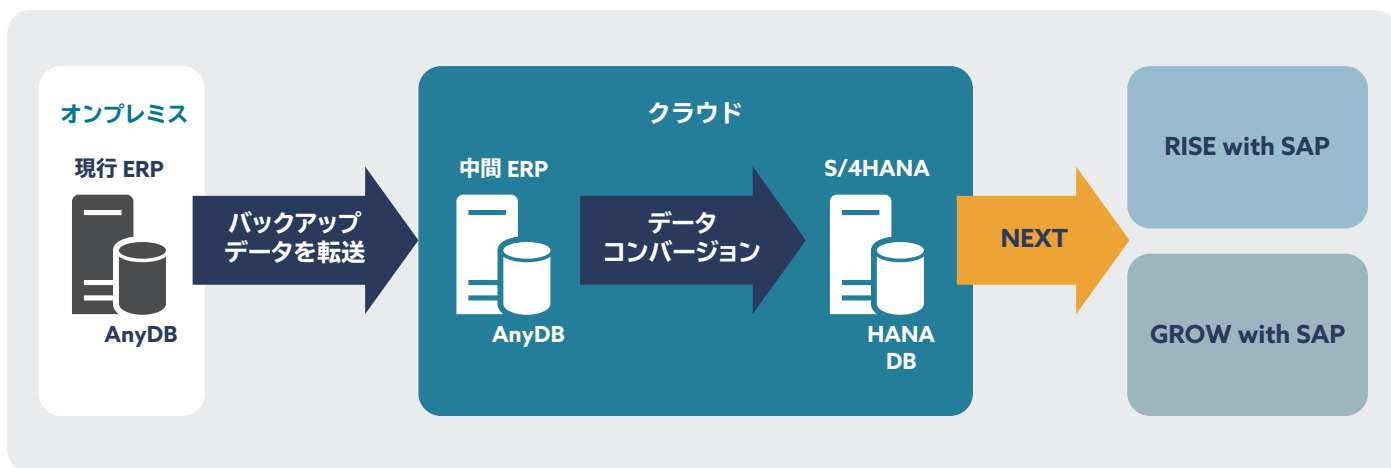 オンプレミス
現行 ERP
AnyDB
バックアップ
データを転送
クラウド
中間 ERP
AnyDB
データ
コンバージョン
S/4HANA
HANA
DB
NEXT
RISE with SAP
GROW with SAP